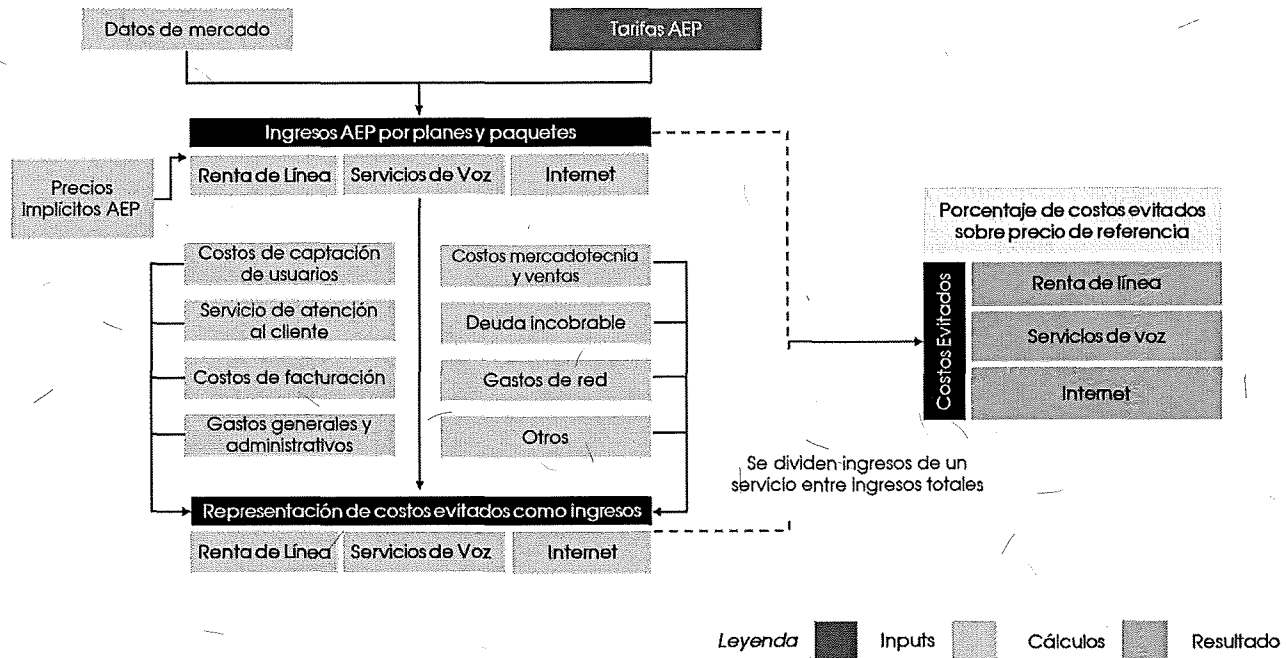 Datos de mercado
Tarifas AEP
Ingresos AEP por planes y paquetes
Renta de Línea
Servicios de Voz
Internet
Precios
Implícitos AEP
Costos de captación
de usuarios
Costos mercadotecnia
y ventas
Servicio de atención
al cliente
Deuda incobrable
Costos de facturación
Gastos de red
Gastos generales y
administrativos
Otros
Representación de costos evitados como ingresos
Renta de Línea
Servicios de Voz
Internet
Porcentaje de costos evitados
sobre precio de referencia
Costos Evitados
Renta de línea
Servicios de voz
Internet
Se dividen ingresos de un
servicio entre ingresos totales
Leyenda
Inputs
Cálculos
Resultado